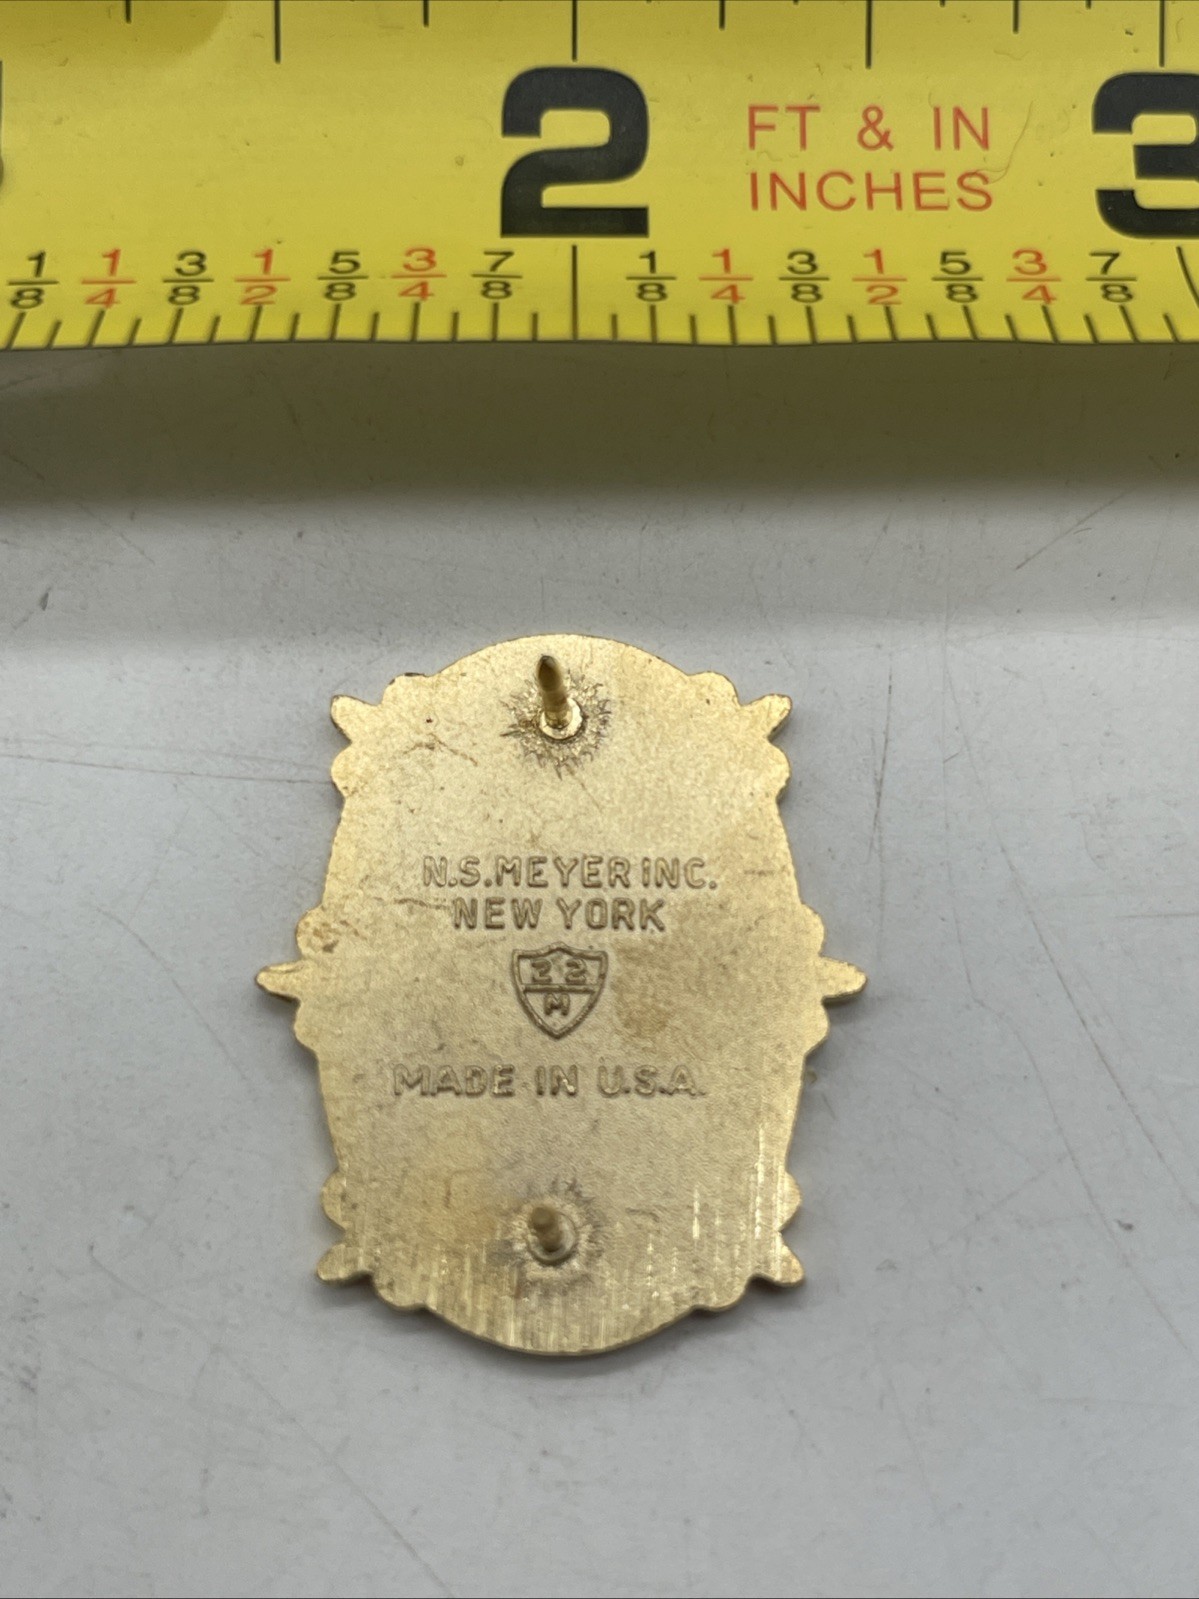 2 FT & IN 3
INCHES
1/8 1/4 3/8 1/2 5/8 3/4 7/8 1/8 1/4 3/8 1/2 5/8 3/4 7/8
N.S. MEYER INC.
NEW YORK
22
M
MADE IN U.S.A.